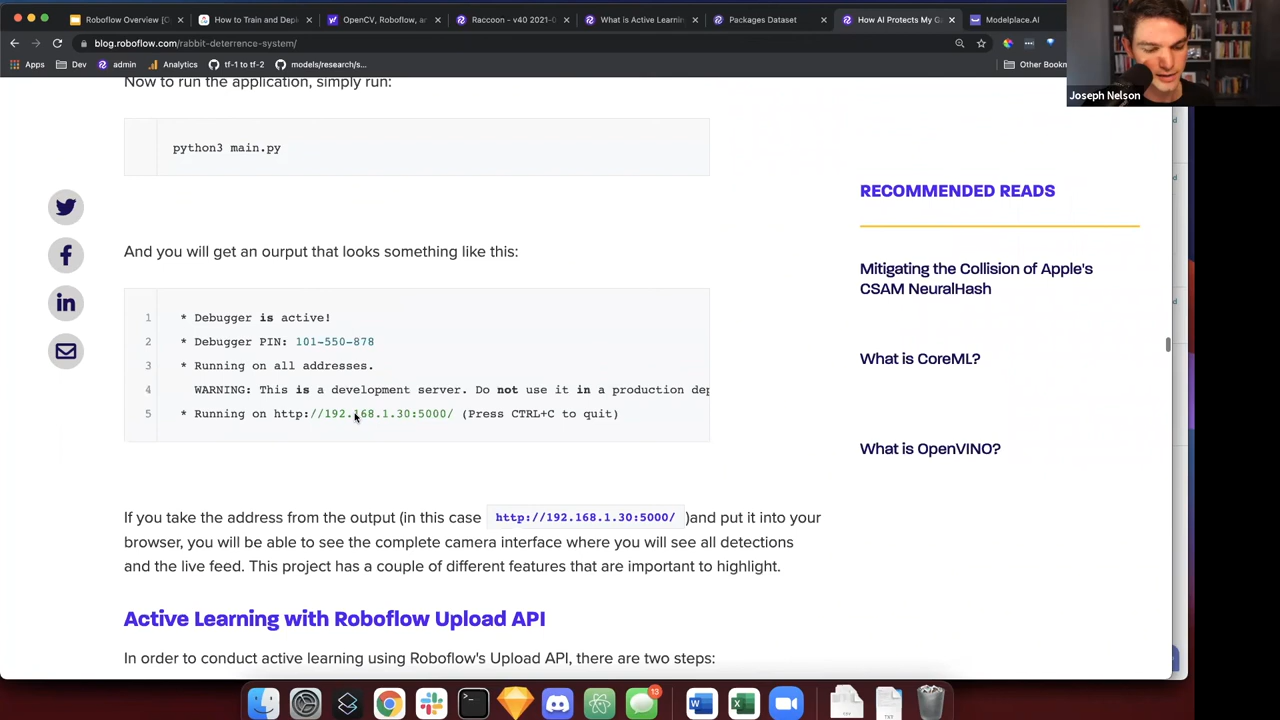 Roboflow Overview [
How to Train and Dep
OpenCV, Roboflow, an
Raccoon - v40 2021-0
What is Active Learnin
Packages Dataset
How AI Protects My G
Modelplace.AI
blog.roboflow.com/rabbit-deterrence-system/
Apps
Dev
admin
Analytics
tf-1 to tf-2
models/research/s...
Other Bookn
Joseph Nelson
Now to run the application, simply run:
python3 main.py
And you will get an ourput that looks something like this:
1 * Debugger is active!
2 * Debugger PIN: 101-550-878
3 * Running on all addresses.
4 WARNING: This is a development server. Do not use it in a production dep
5 * Running on http://192.168.1.30:5000/ (Press CTRL+C to quit)
If you take the address from the output (in this case http://192.168.1.30:5000/ )and put it into your
browser, you will be able to see the complete camera interface where you will see all detections
and the live feed. This project has a couple of different features that are important to highlight.
Active Learning with Roboflow Upload API
In order to conduct active learning using Roboflow's Upload API, there are two steps:
RECOMMENDED READS
Mitigating the Collision of Apple's
CSAM NeuralHash
What is CoreML?
What is OpenVINO?
13